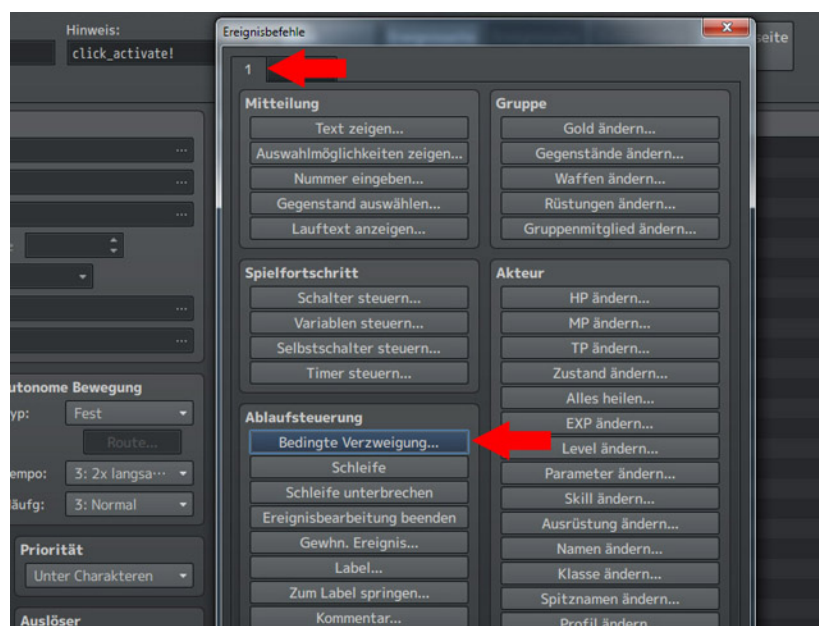 Hinweis:
click_activate!
Ereignisbefehle
seite
1
Mitteilung
Text zeigen...
Auswahlmöglichkeiten zeigen...
Nummer eingeben...
Gegenstand auswählen...
Lauftext anzeigen...
Gruppe
Gold ändern...
Gegenstände ändern...
Waffen ändern...
Rüstungen ändern...
Gruppenmitglied ändern...
Spielfortschritt
Schalter steuern...
Variablen steuern...
Selbstschalter steuern...
Timer steuern...
Akteur
HP ändern...
MP ändern...
TP ändern...
Zustand ändern...
Alles heilen...
EXP ändern...
Level ändern...
Parameter ändern...
Skill ändern...
Ausrüstung ändern...
Namen ändern...
Klasse ändern...
Spitznamen ändern...
Profil ändern
Ablaufsteuerung
Bedingte Verzweigung...
Schleife
Schleife unterbrechen
Ereignisbearbeitung beenden
Gewhn. Ereignis...
Label...
Zum Label springen...
Kommentar...
utonome Bewegung
yp: Fest
Route...
empo: 3: 2x langsa...
äufg: 3: Normal
Priorität
Unter Charakteren
Auslöser